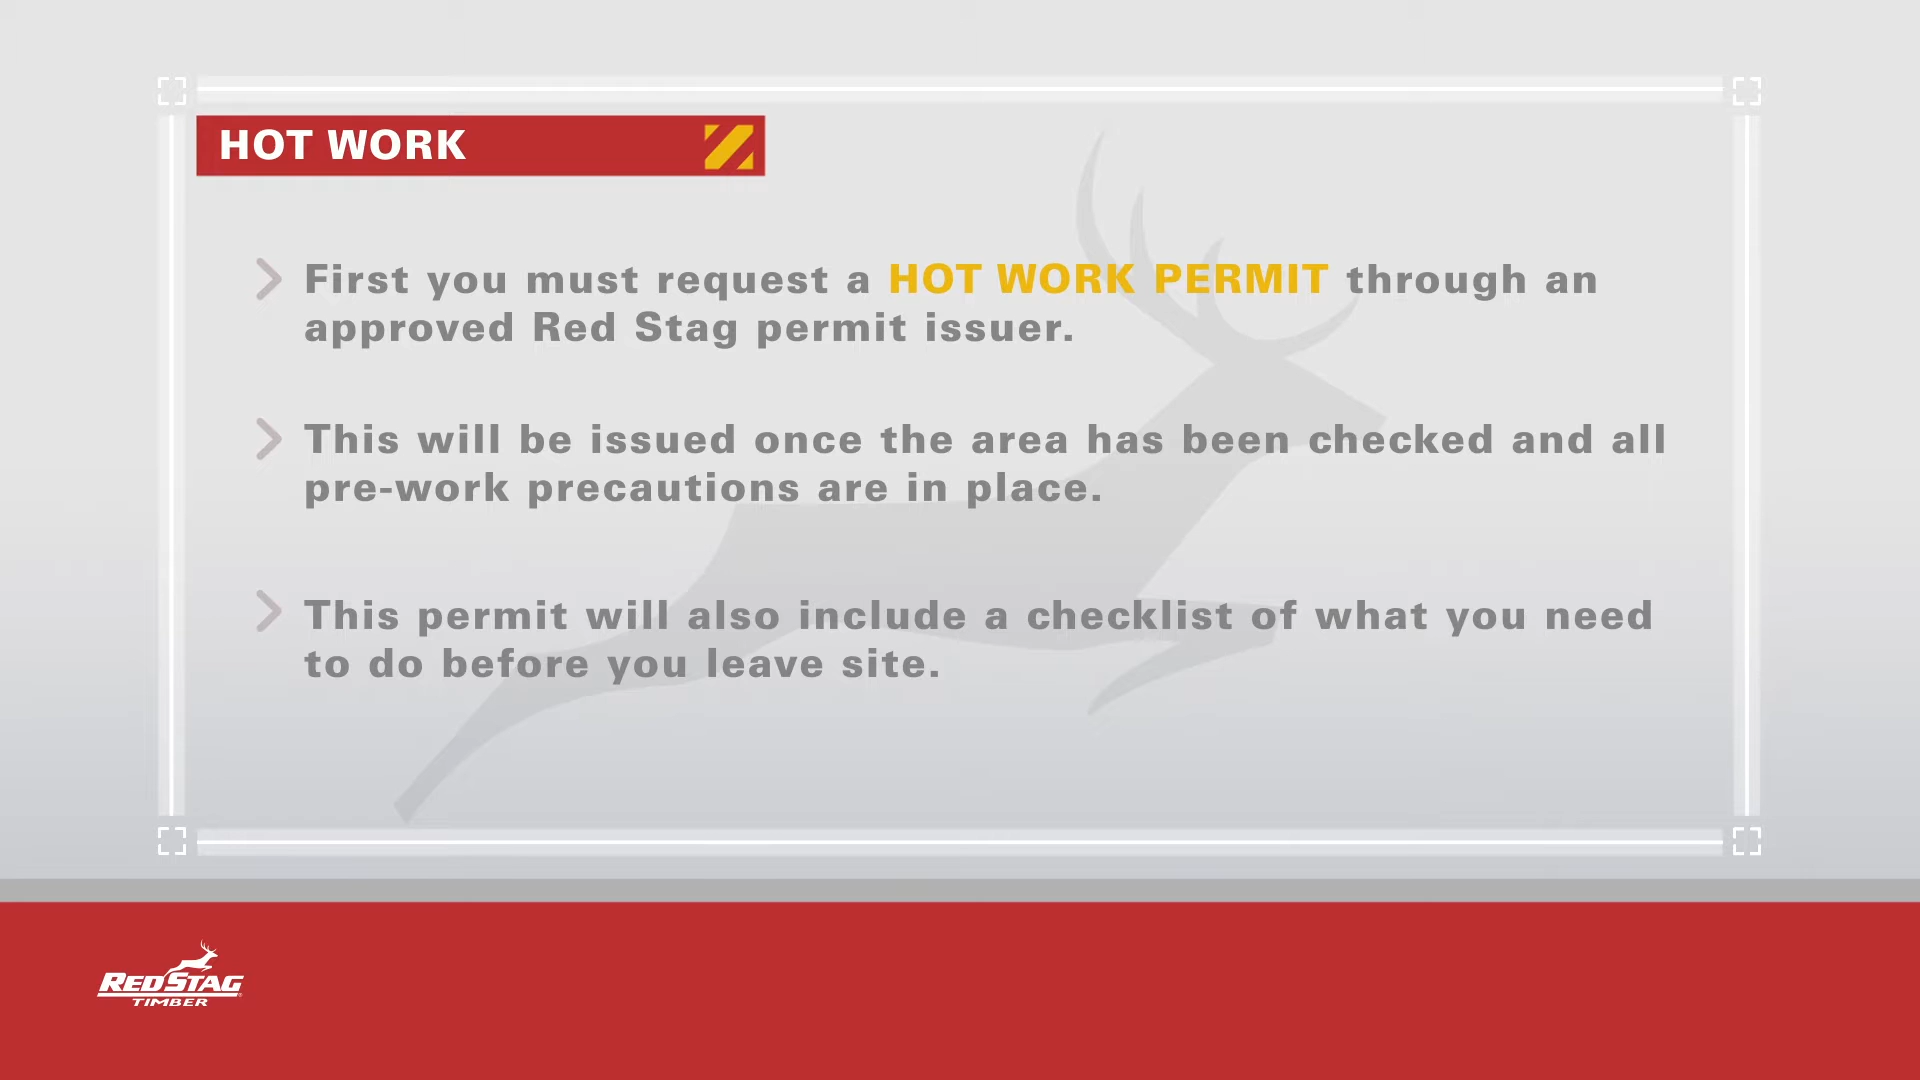 HOT WORK
First you must request a HOT WORK PERMIT through an
approved Red Stag permit issuer.
This will be issued once the area has been checked and all
pre-work precautions are in place.
This permit will also include a checklist of what you need
to do before you leave site.
RED STAG
TIMBER